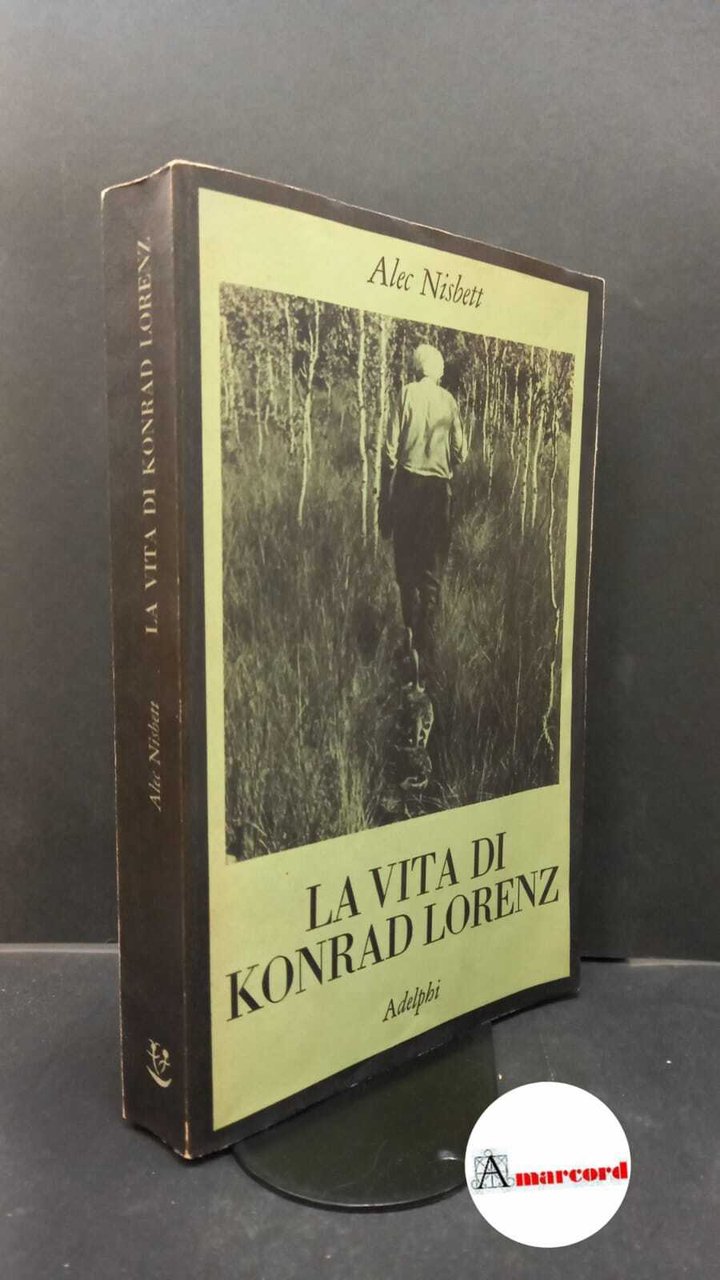 Alec Nisbett
LA VITA DI
KONRAD LORENZ
Adelphi
Alec Nisbett
LA VITA DI KONRAD LORENZ
Amarcord